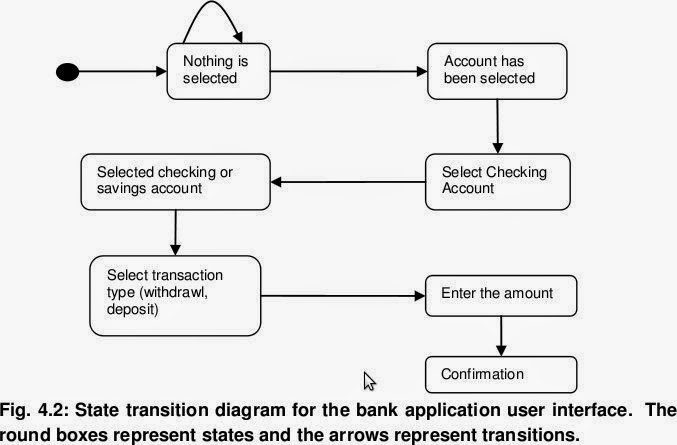 Nothing is
selected
Account has
been selected
Select Checking
Account
Selected checking or
savings account
Select transaction
type (withdrawl,
deposit)
Enter the amount
Confirmation
Fig. 4.2: State transition diagram for the bank application user interface.  The
round boxes represent states and the arrows represent transitions.